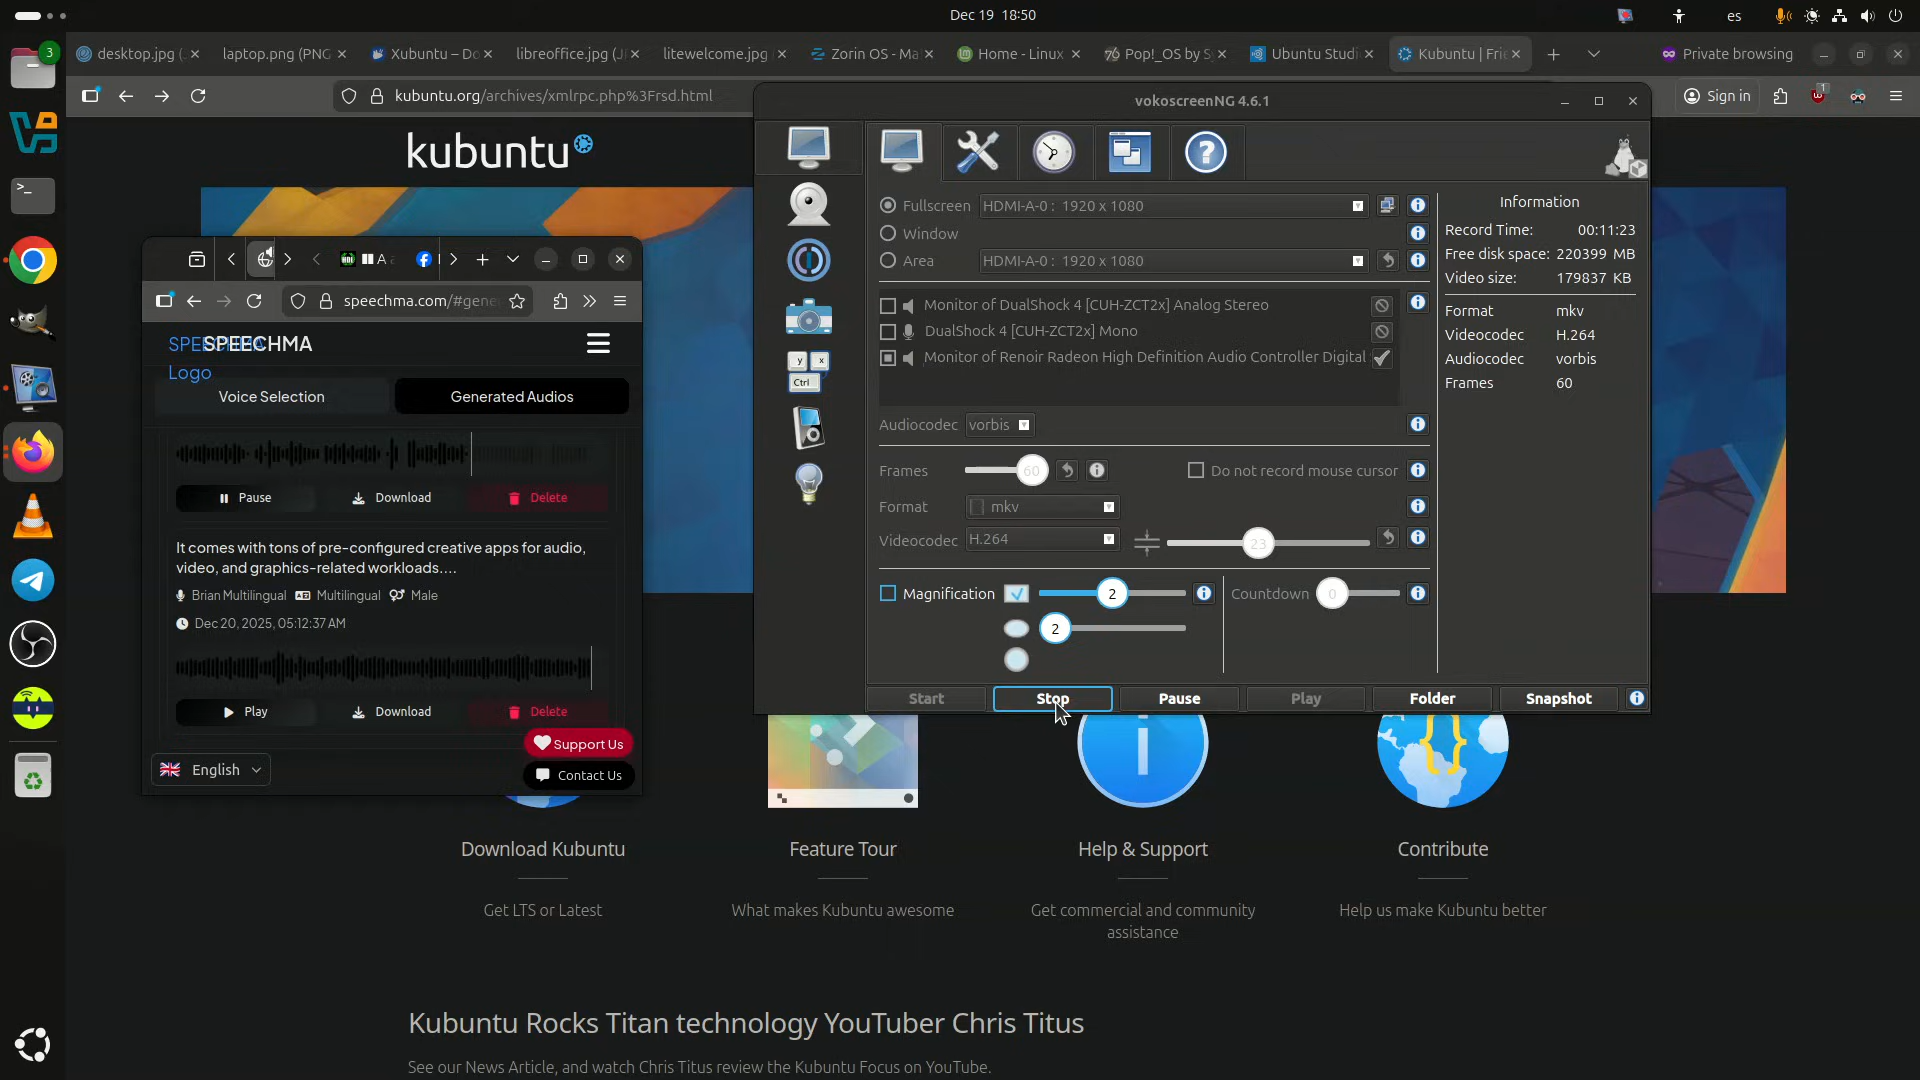 Dec 19 18:50
es
3
desktop.jpg (
laptop.png (PNG
Xubuntu – Do
libreoffice.jpg (J
litewelcome.jpg
Zorin OS - Ma
Home - Linux
Pop!_OS by S
Ubuntu Studi
Kubuntu | Frie
Private browsing
kubuntu.org/archives/xmlrpc.php%3Frsd.html
Sign in
1
kubuntu
vokoscreenNG 4.6.1
Fullscreen
HDMI-A-0 : 1920 x 1080
Window
Area
HDMI-A-0 : 1920 x 1080
Monitor of DualShock 4 [CUH-ZCT2x] Analog Stereo
DualShock 4 [CUH-ZCT2x] Mono
Monitor of Renoir Radeon High Definition Audio Controller Digital
Audiocodec
vorbis
Frames
60
Do not record mouse cursor
Format
mkv
Videocodec
H.264
23
Magnification
2
2
Countdown
0
Start
Stop
Pause
Play
Folder
Snapshot
y
x
Ctrl
Information
Record Time: 00:11:23
Free disk space: 220399 MB
Video size: 179837 KB
Format mkv
Videocodec H.264
Audiocodec vorbis
Frames 60
speechma.com/#gene
SPEECHMA
Logo
SPEECHMA
Voice Selection
Generated Audios
Pause
Download
Delete
It comes with tons of pre-configured creative apps for audio,
video, and graphics-related workloads....
Brian Multilingual
Multilingual
Male
Dec 20, 2025, 05:12:37 AM
Play
Download
Delete
Support Us
English
Contact Us
Download Kubuntu
Get LTS or Latest
Feature Tour
What makes Kubuntu awesome
Help & Support
Get commercial and community
assistance
Contribute
Help us make Kubuntu better
Kubuntu Rocks Titan technology YouTuber Chris Titus
See our News Article, and watch Chris Titus review the Kubuntu Focus on YouTube.